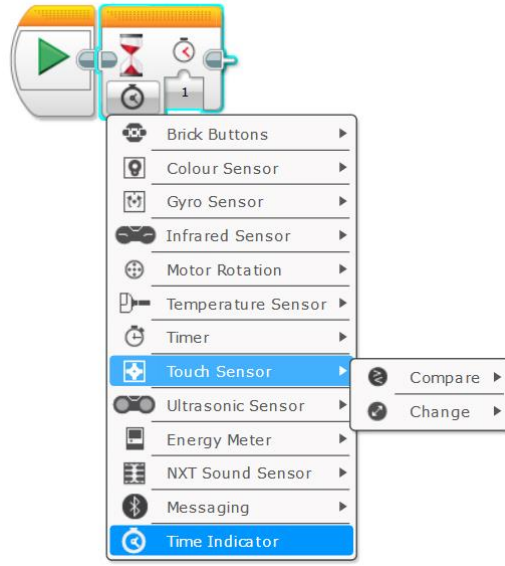 1
Brick Buttons
Colour Sensor
Gyro Sensor
Infrared Sensor
Motor Rotation
Temperature Sensor
Timer
Touch Sensor
Compare
Ultrasonic Sensor
Change
Energy Meter
NXT Sound Sensor
Messaging
Time Indicator